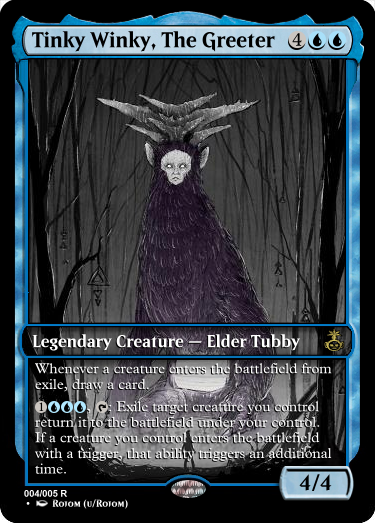 Tinky Winky, The Greeter 4
Legendary Creature — Elder Tubby
Whenever a creature enters the battlefield from
exile, draw a card.
1 , : Exile target creature you control
return it to the battlefield under your control.
If a creature you control enters the battlefield
with a trigger, that ability triggers an additional
time.
4/4
004/005 R
• Rojom (u/Rojom)